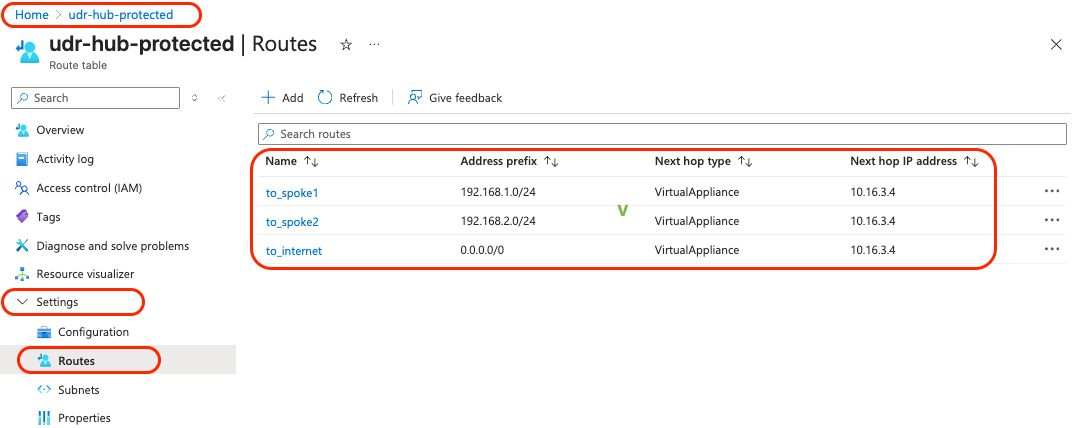 Home > udr-hub-protected
udr-hub-protected | Routes ☆ ...
Route table
Search
Overview
Activity log
Access control (IAM)
Tags
Diagnose and solve problems
Resource visualizer
Settings
Configuration
Routes
Subnets
Properties
+ Add Refresh Give feedback
Search routes
Name ↑↓ Address prefix ↑↓ Next hop type ↑↓ Next hop IP address ↑↓
to_spoke1 192.168.1.0/24 VirtualAppliance 10.16.3.4 ...
v
to_spoke2 192.168.2.0/24 VirtualAppliance 10.16.3.4 ...
to_internet 0.0.0.0/0 VirtualAppliance 10.16.3.4 ...